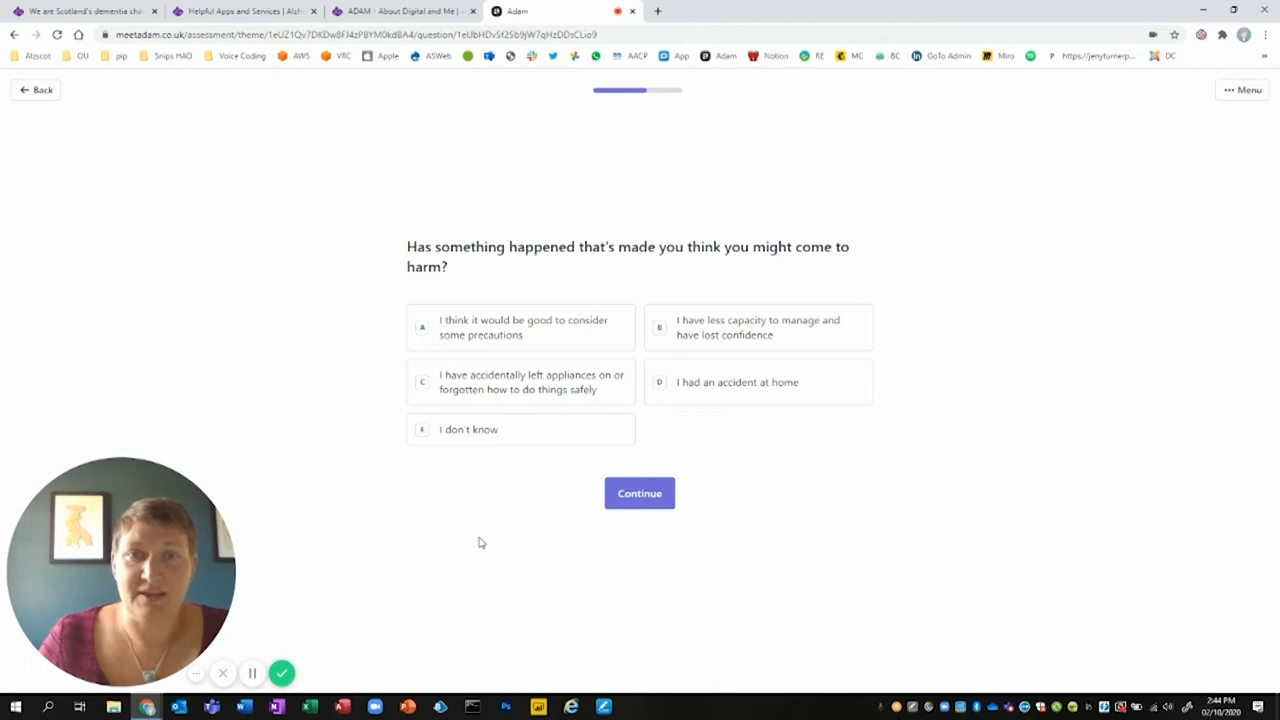 We are Scotland's dementia cha
Helpful Apps and Services | Alzh
ADAM - About Digital and Me | A
Adam
meetadam.co.uk/assessment/theme/1eUZ1Qv7DKDw8FJ4zP8YM0kdBA4/question/1eUbHDv5f25b9jW7qHzDDsCLio9
Alzscot
OU
pip
Snips HAO
Voice Coding
AWS
VRC
Apple
ASWeb
AACP
App
Adam
Notion
RE
MC
BC
GoTo Admin
Miro
https://jenyturnerp...
DC
Back
Menu
Has something happened that's made you think you might come to
harm?
A
I think it would be good to consider
some precautions
B
I have less capacity to manage and
have lost confidence
C
I have accidentally left appliances on or
forgotten how to do things safely
D
I had an accident at home
E
I don't know
Continue
2:44 PM
02/10/2020